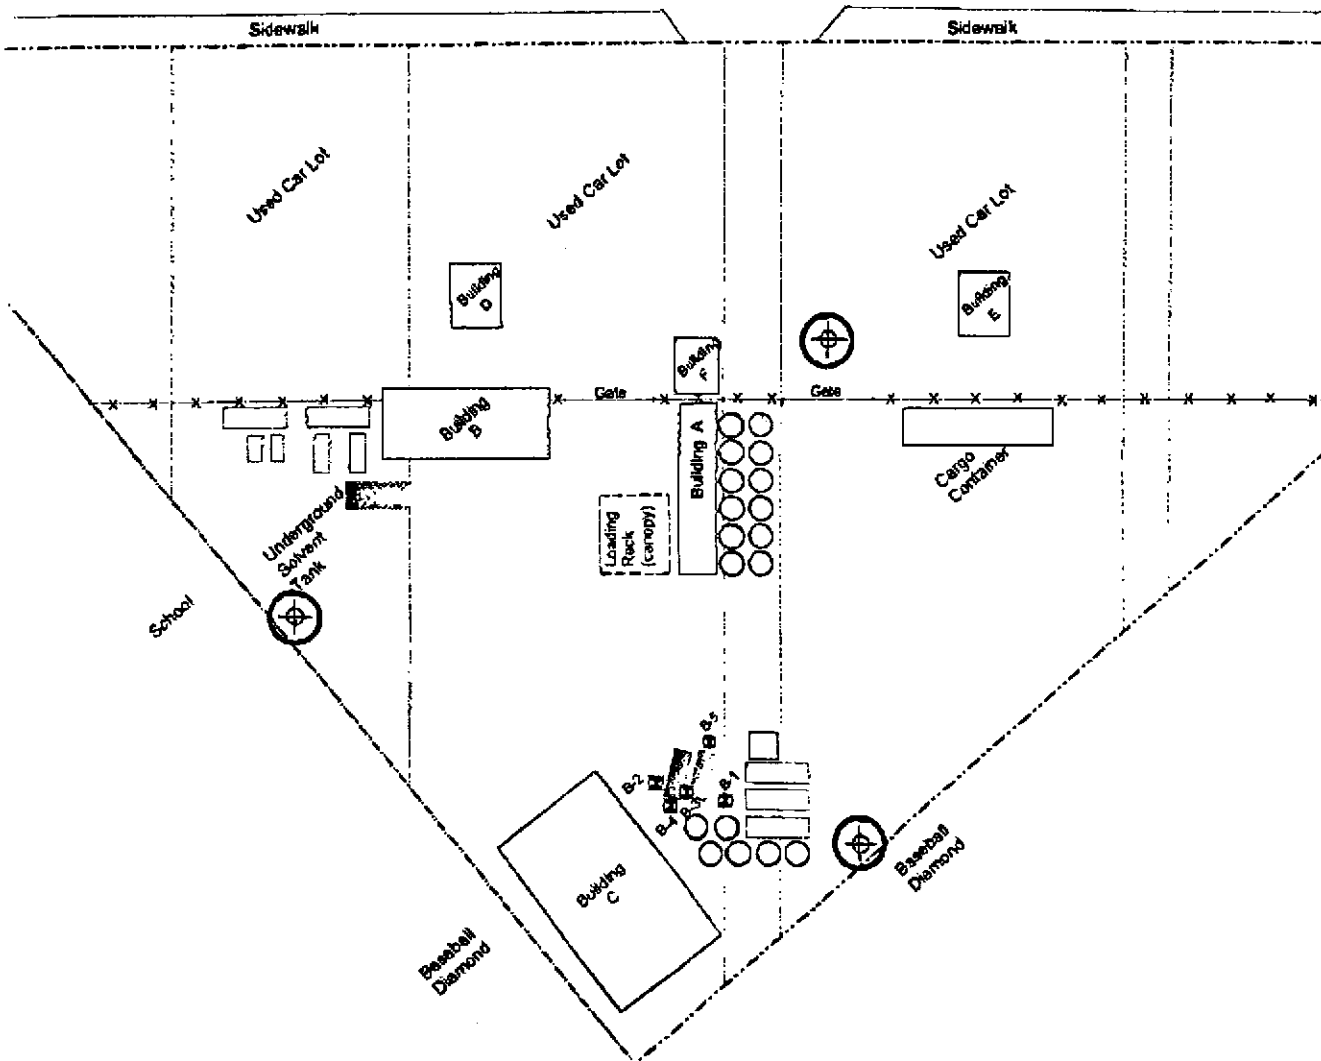 Sidewalk
Sidewalk
Used Car Lot
Used Car Lot
Used Car Lot
Building
D
Building
E
Building
F
Gate
Gate
Building
B
Building A
Cargo
Container
Loading
Rack
(canopy)
Underground
Solvent
Tank
School
B-5
B-2
B-1
B-4
Building
C
Baseball
Diamond
Baseball
Diamond